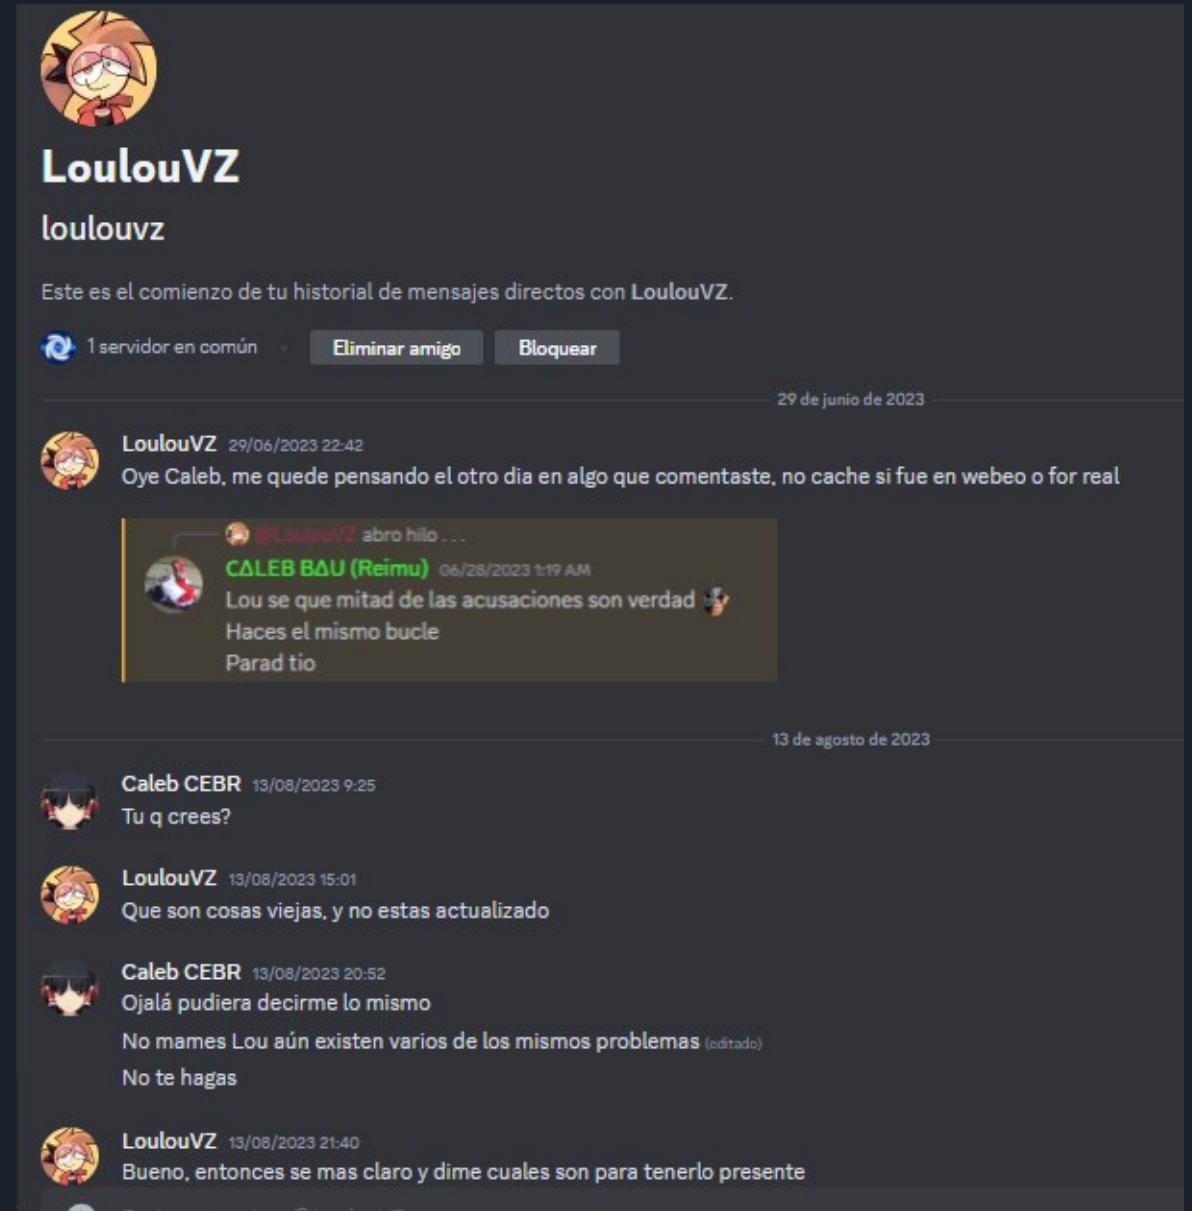 LoulouVZ
loulouvz
Este es el comienzo de tu historial de mensajes directos con LoulouVZ.
1 servidor en común
Eliminar amigo
Bloquear
29 de junio de 2023
LoulouVZ 29/06/2023 22:42
Oye Caleb, me quede pensando el otro dia en algo que comentaste, no cache si fue en webeo o for real
@LoulouVZ abro hilo . . .
CΔLEB BΔU (Reimu) 06/28/2023 1:19 AM
Lou se que mitad de las acusaciones son verdad
Haces el mismo bucle
Parad tio
13 de agosto de 2023
Caleb CEBR 13/08/2023 9:25
Tu q crees?
LoulouVZ 13/08/2023 15:01
Que son cosas viejas, y no estas actualizado
Caleb CEBR 13/08/2023 20:52
Ojalá pudiera decirme lo mismo
No mames Lou aún existen varios de los mismos problemas (editado)
No te hagas
LoulouVZ 13/08/2023 21:40
Bueno, entonces se mas claro y dime cuales son para tenerlo presente